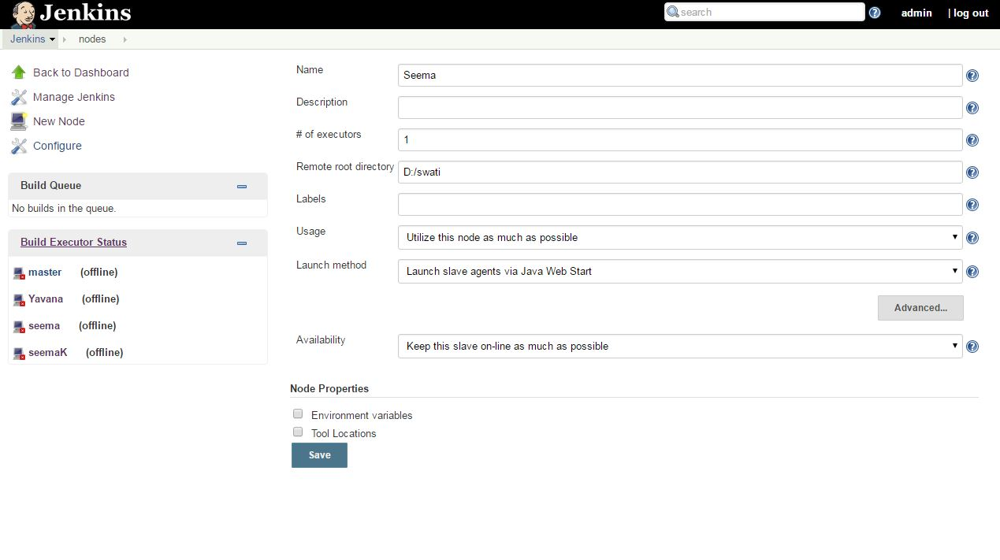 Jenkins
search
admin | log out
Jenkins nodes
Back to Dashboard
Manage Jenkins
New Node
Configure
Build Queue
No builds in the queue.
Build Executor Status
master (offline)
Yavana (offline)
seema (offline)
seemaK (offline)
Name Seema
Description
# of executors 1
Remote root directory D:/swati
Labels
Usage Utilize this node as much as possible
Launch method Launch slave agents via Java Web Start
Advanced...
Availability Keep this slave on-line as much as possible
Node Properties
Environment variables
Tool Locations
Save